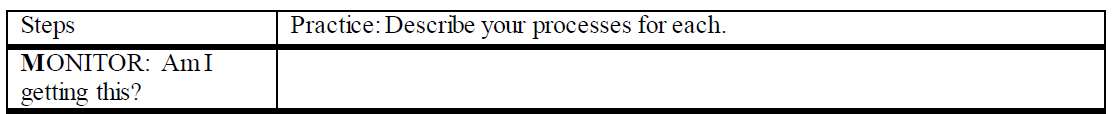 Steps
Practice: Describe your processes for each.
MONITOR: Am I
getting this?